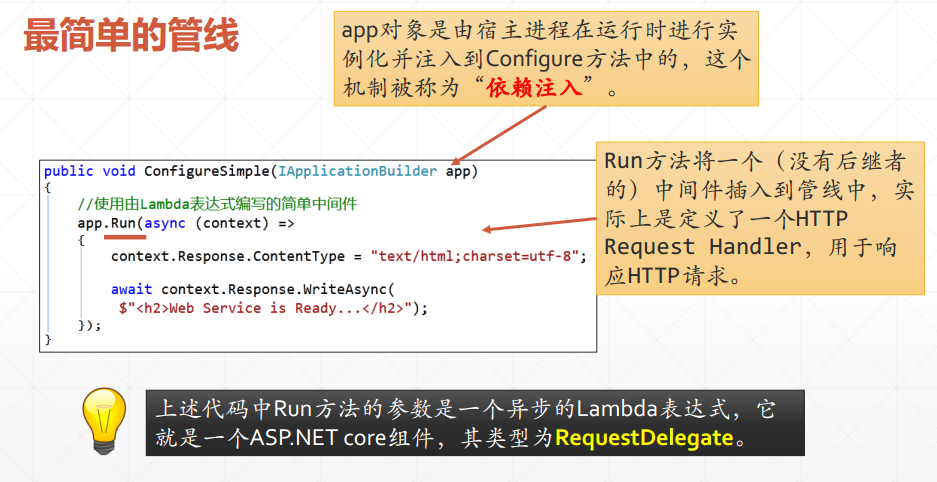 最简单的管线
app对象是由宿主进程在运行时进行实
例化并注入到Configure方法中的，这个
机制被称为“依赖注入”。
public void ConfigureSimple(IApplicationBuilder app)
{
//使用由Lambda表达式编写的简单中间件
app.Run(async (context) =>
{
context.Response.ContentType = "text/html;charset=utf-8";
await context.Response.WriteAsync(
$"<h2>Web Service is Ready...</h2>");
});
}
Run方法将一个（没有后继者
的）中间件插入到管线中，实
际上是定义了一个HTTP
Request Handler，用于响
应HTTP请求。
上述代码中Run方法的参数是一个异步的Lambda表达式，它
就是一个ASP.NET core组件，其类型为RequestDelegate。